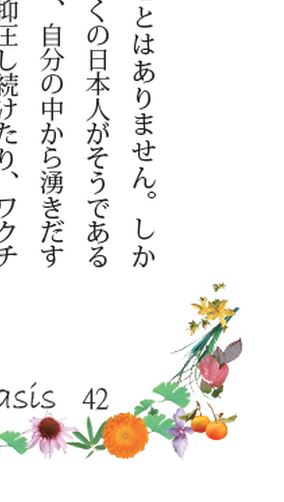 とはありません。しか
くの日本人がそうである
、自分の中から湧きだす
抑圧し続けたり、ワクチ
asis 42